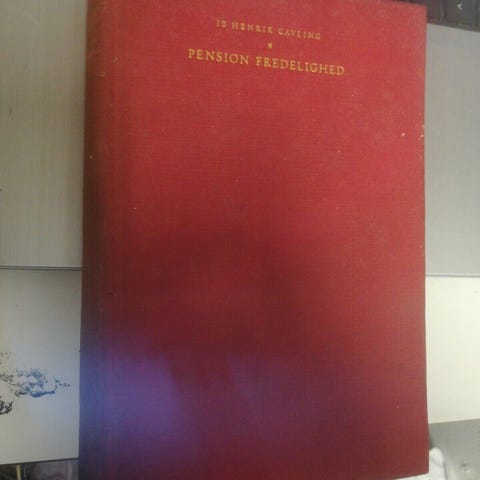 IB HENRIK CAVLING
PENSION FREDELIGHED